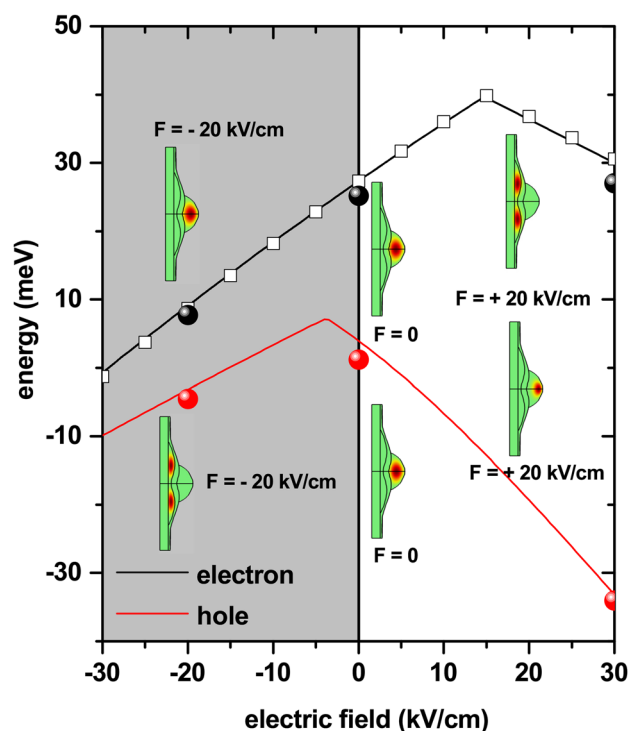 50
30
10
-10
-30
energy (meV)
F = - 20 kV/cm
F = 0
F = + 20 kV/cm
F = - 20 kV/cm
F = 0
F = + 20 kV/cm
electron
hole
-30 -20 -10 0 10 20 30
electric field (kV/cm)